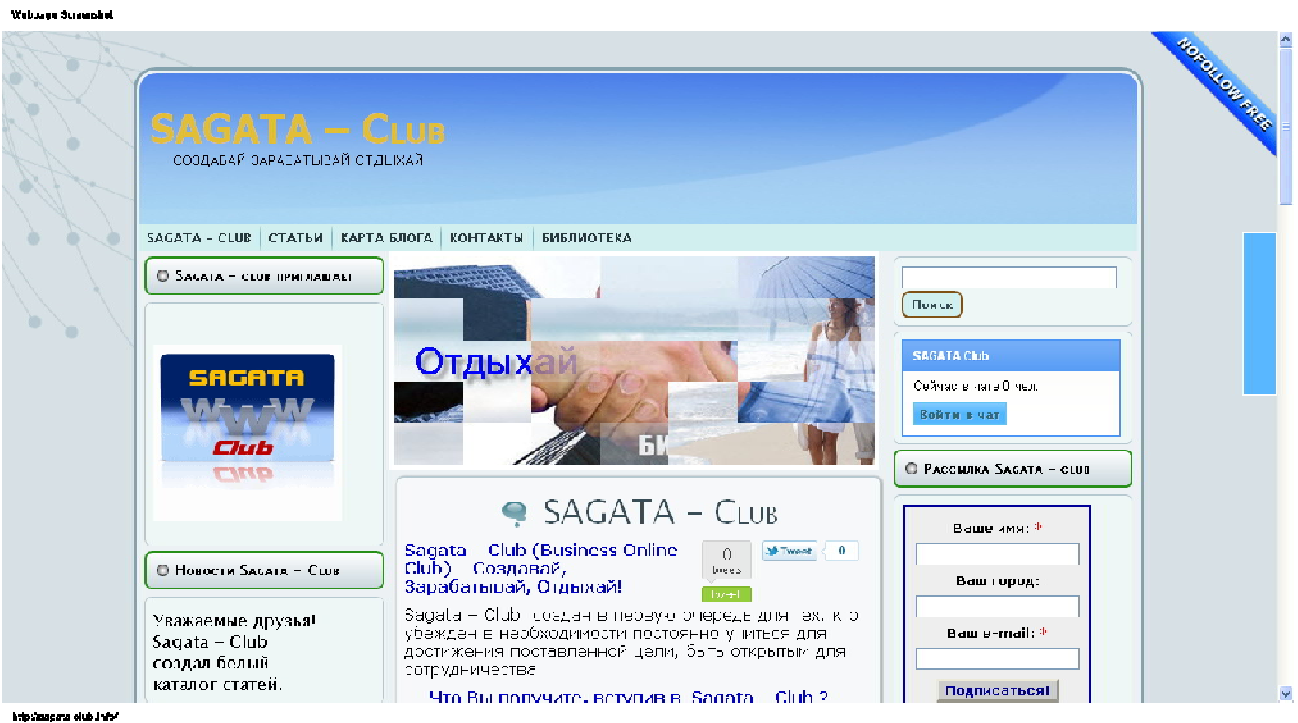 Webpage Screenshot
NOFOLLOW FREE
SAGATA – CLUB
СОЗДАВАЙ ЗАРАБАТЫВАЙ ОТДЫХАЙ
SAGATA - CLUB СТАТЬИ КАРТА БЛОГА КОНТАКТЫ БИБЛИОТЕКА
SAGATA – CLUB ПРИГЛАШАЕТ
SAGATA
WWW
Club
НОВОСТИ SAGATA – CLUB
Уважаемые друзья!
Sagata – Club
создал белый
каталог статей.
Отдыхай
SAGATA – CLUB
Sagata – Club (Business Online
Club) – Создавай,
Зарабатывай, Отдыхай!
0
Tweet 0
Sagata – Club создан в первую очередь для тех, кто
убежден в необходимости постоянно учиться для
достижения поставленной цели, быть открытым для
сотрудничества
Что Вы получите, вступив в Sagata – Club ?
Поиск
SAGATA Club
Сейчас в чате 0 чел.
Войти в чат
РАССЫЛКА SAGATA – CLUB
Ваше имя: *
Ваш город:
Ваш e-mail: *
Подписаться!